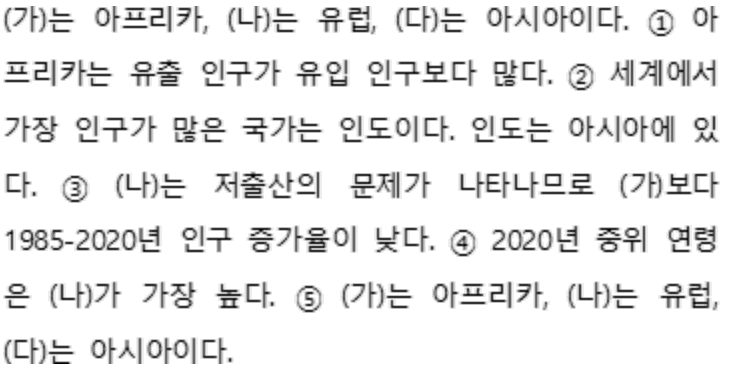 (가)는 아프리카, (나)는 유럽, (다)는 아시아이다. ① 아
프리카는 유출 인구가 유입 인구보다 많다. ② 세계에서
가장 인구가 많은 국가는 인도이다. 인도는 아시아에 있
다. ③ (나)는 저출산의 문제가 나타나므로 (가)보다
1985-2020년 인구 증가율이 낮다. ④ 2020년 중위 연령
은 (나)가 가장 높다. ⑤ (가)는 아프리카, (나)는 유럽,
(다)는 아시아이다.